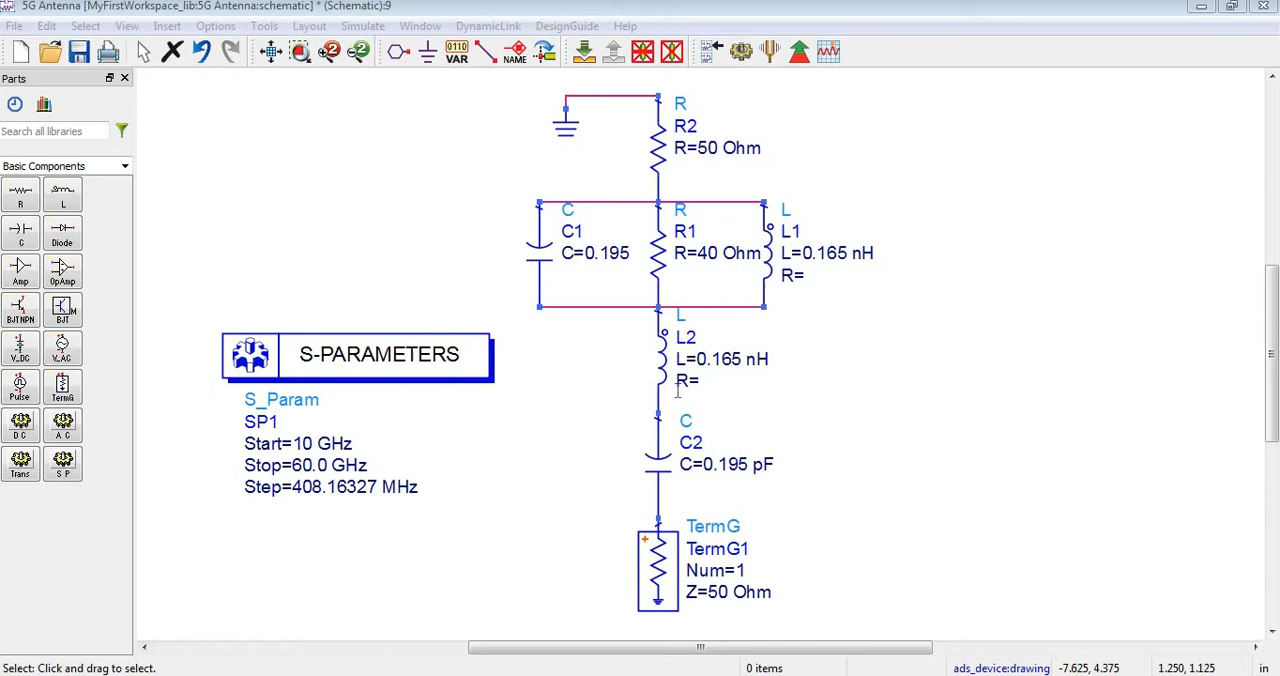 5G Antenna [MyFirstWorkspace_lib:5G Antenna:schematic] * (Schematic):9
File Edit Select View Insert Options Tools Layout Simulate Window DynamicLink DesignGuide Help
0110
VAR
NAME
Parts
Search all libraries
Basic Components
R L
C Diode
Amp OpAmp
BJTNPN BJT
M
V_DC V_AC
Pulse TermG
D C A C
Trans S P
R
R2
R=50 Ohm
C
C1
C=0.195
R
R1
R=40 Ohm
L
L1
L=0.165 nH
R=
L
L2
L=0.165 nH
R=
S-PARAMETERS
S_Param
SP1
Start=10 GHz
Stop=60.0 GHz
Step=408.16327 MHz
C
C2
C=0.195 pF
TermG
TermG1
Num=1
Z=50 Ohm
+
Select: Click and drag to select.
0 items
ads_device:drawing
-7.625, 4.375
1.250, 1.125
in